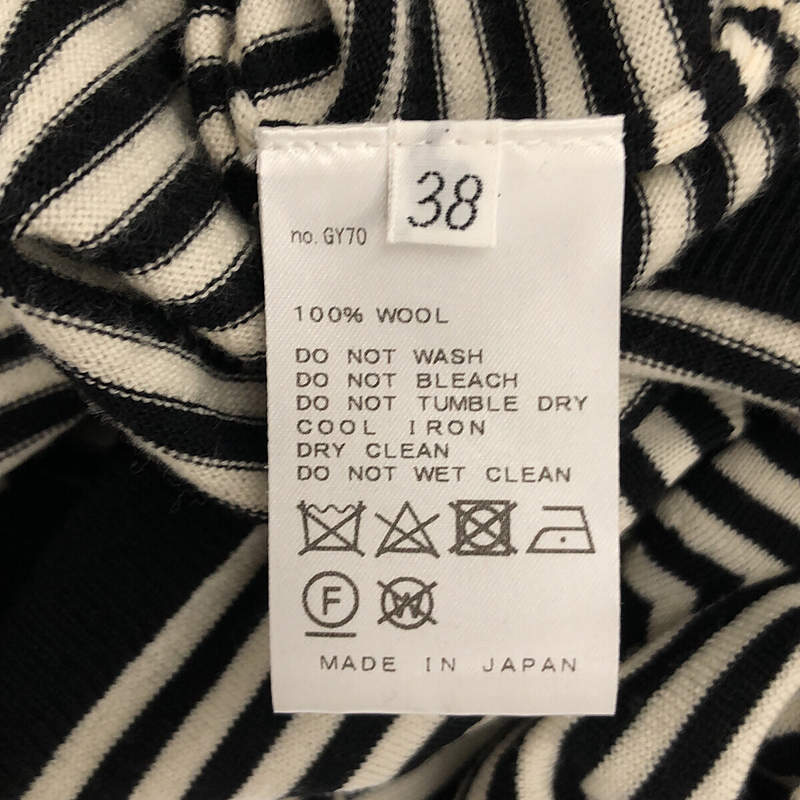 38
no. GY70
100% WOOL
DO NOT WASH
DO NOT BLEACH
DO NOT TUMBLE DRY
COOL IRON
DRY CLEAN
DO NOT WET CLEAN
F W
MADE IN JAPAN